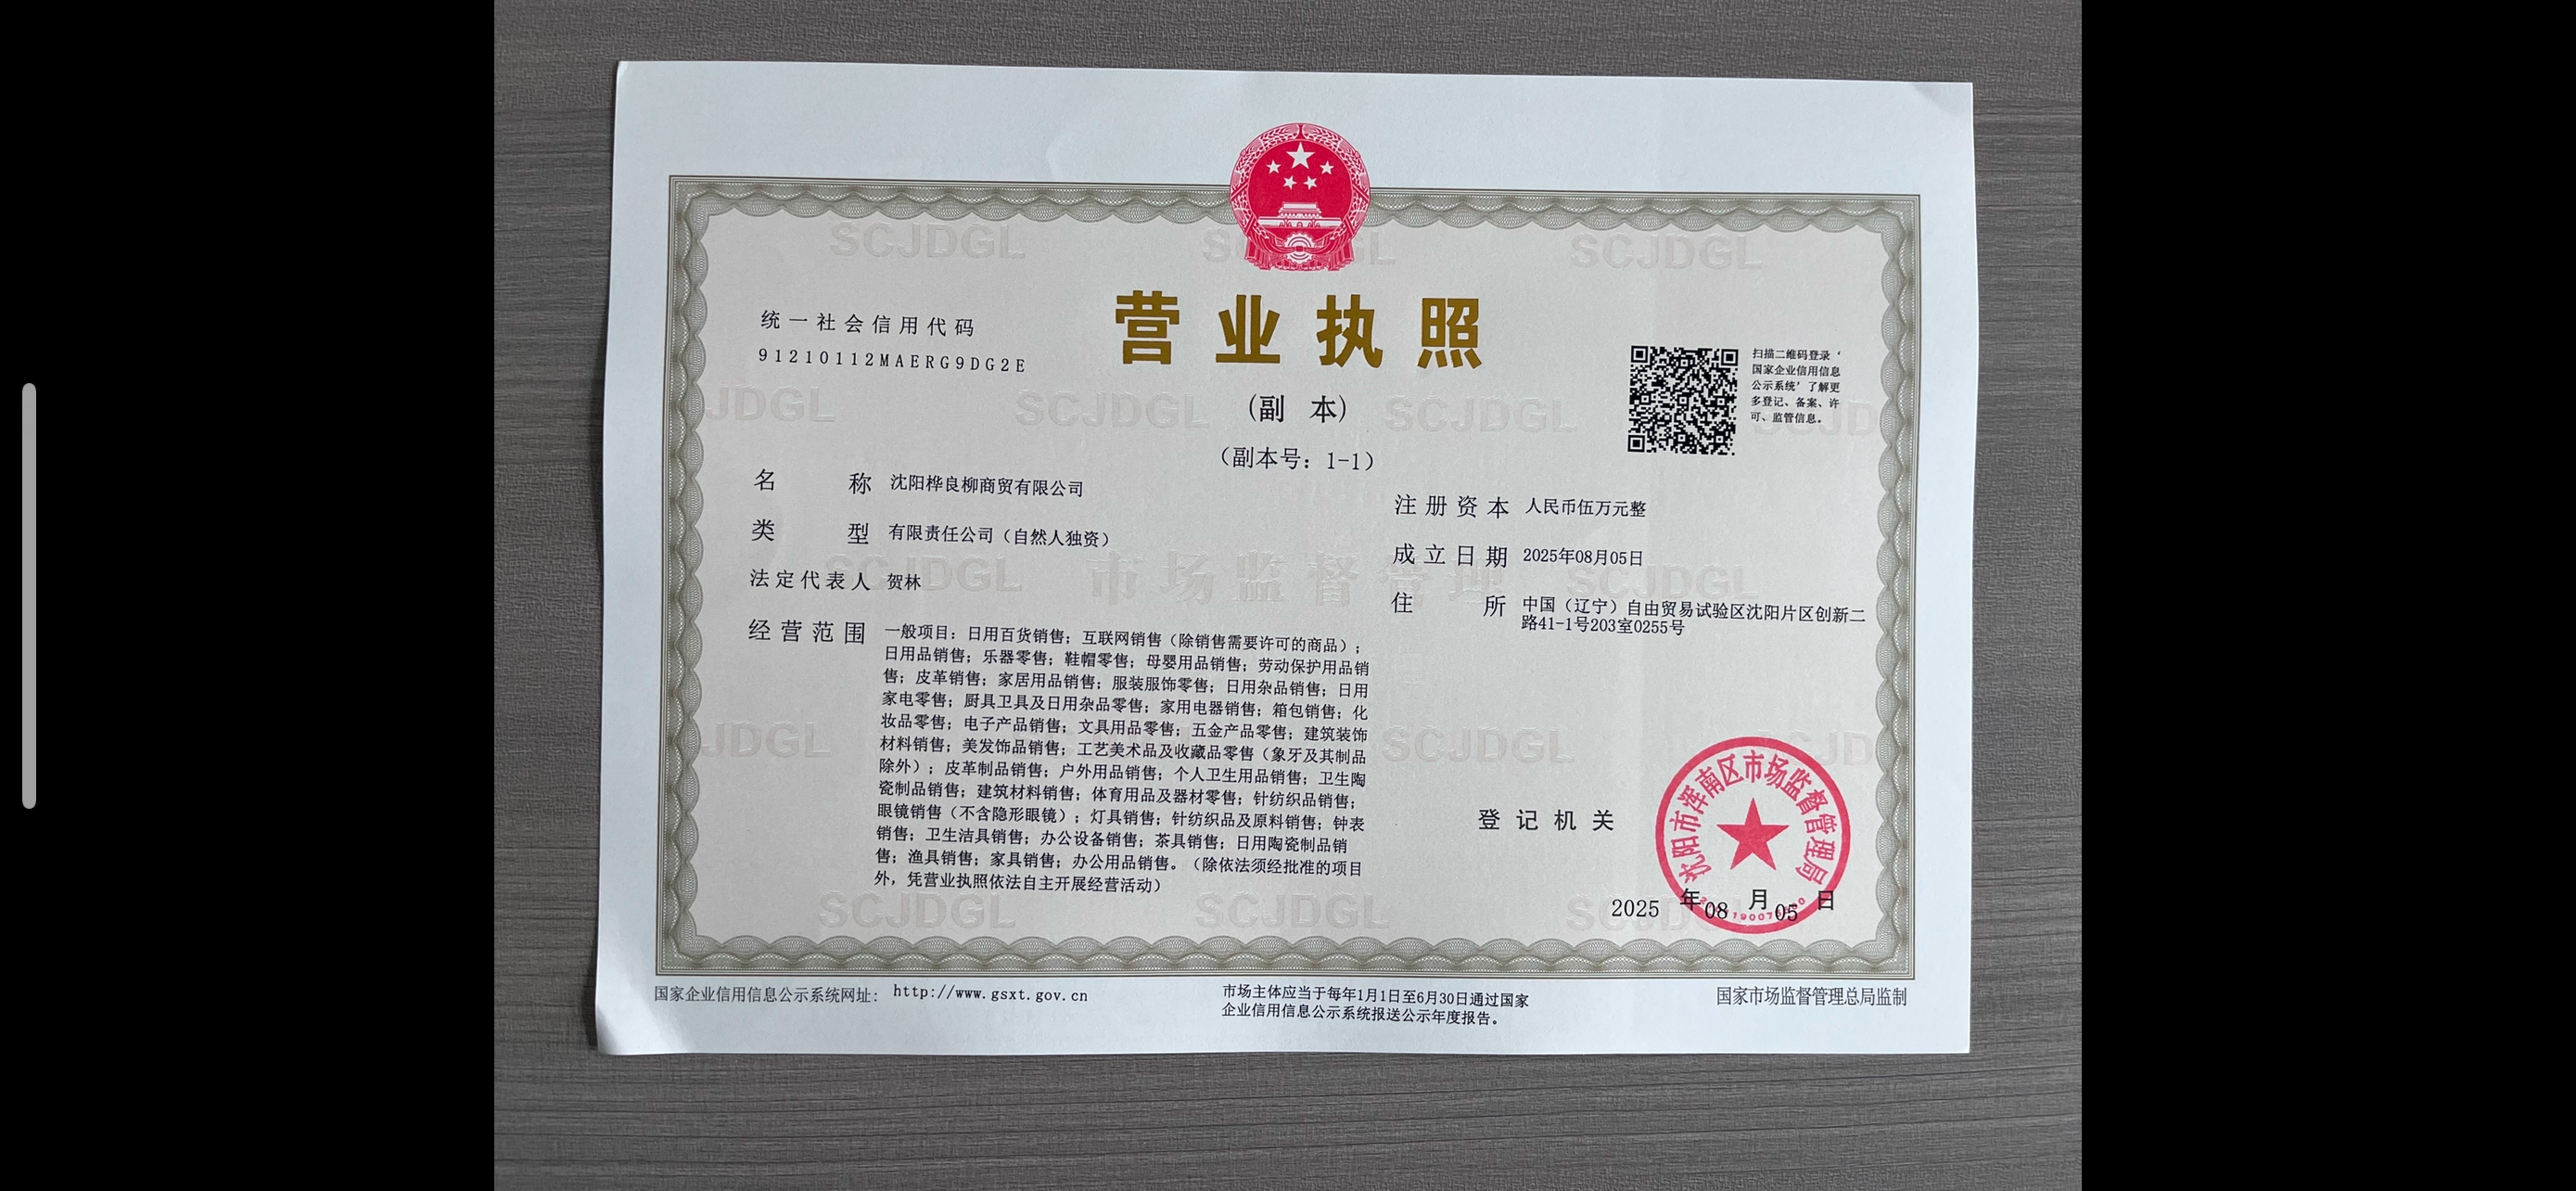 营业执照
(副 本)
（副本号：1-1）
统一社会信用代码
91210112MAERG9DG2E
扫描二维码登录‘
国家企业信用信息
公示系统’了解更
多登记、备案、许
可、监管信息。
名称 沈阳桦良柳商贸有限公司
类型 有限责任公司（自然人独资）
法定代表人 贺林
经营范围 一般项目：日用百货销售；互联网销售（除销售需要许可的商品）；
日用品销售；乐器零售；鞋帽零售；母婴用品销售；劳动保护用品销
售；皮革销售；家居用品销售；服装服饰零售；日用杂品销售；日用
家电零售；厨具卫具及日用杂品零售；家用电器销售；箱包销售；化
妆品零售；电子产品销售；文具用品零售；五金产品零售；建筑装饰
材料销售；美发饰品销售；工艺美术品及收藏品零售（象牙及其制品
除外）；皮革制品销售；户外用品销售；个人卫生用品销售；卫生陶
瓷制品销售；建筑材料销售；体育用品及器材零售；针纺织品销售；
眼镜销售（不含隐形眼镜）；灯具销售；针纺织品及原料销售；钟表
销售；卫生洁具销售；办公设备销售；茶具销售；日用陶瓷制品销
售；渔具销售；家具销售；办公用品销售。（除依法须经批准的项目
外，凭营业执照依法自主开展经营活动）
注册资本 人民币伍万元整
成立日期 2025年08月05日
住所 中国（辽宁）自由贸易试验区沈阳片区创新二
路41-1号203室0255号
登记机关
沈阳市浑南区市场监督管理局
2025 年 08 月 05 日
国家企业信用信息公示系统网址：http://www.gsxt.gov.cn
市场主体应当于每年1月1日至6月30日通过国家
企业信用信息公示系统报送公示年度报告。
国家市场监督管理总局监制
SCJDGL
市场监督管理